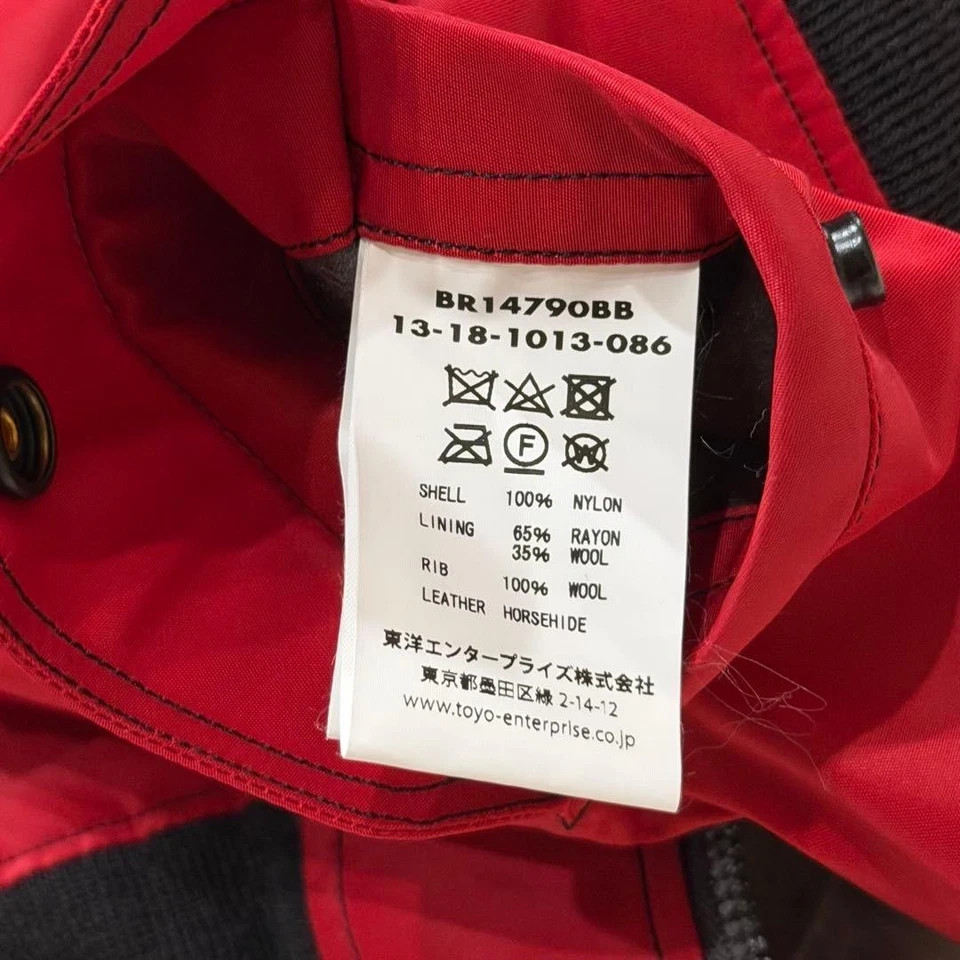 BR14790BB
13-18-1013-086
F
W
SHELL 100% NYLON
LINING 65% RAYON
35% WOOL
RIB 100% WOOL
LEATHER HORSEHIDE
東洋エンタープライズ株式会社
東京都墨田区緑 2-14-12
www.toyo-enterprise.co.jp